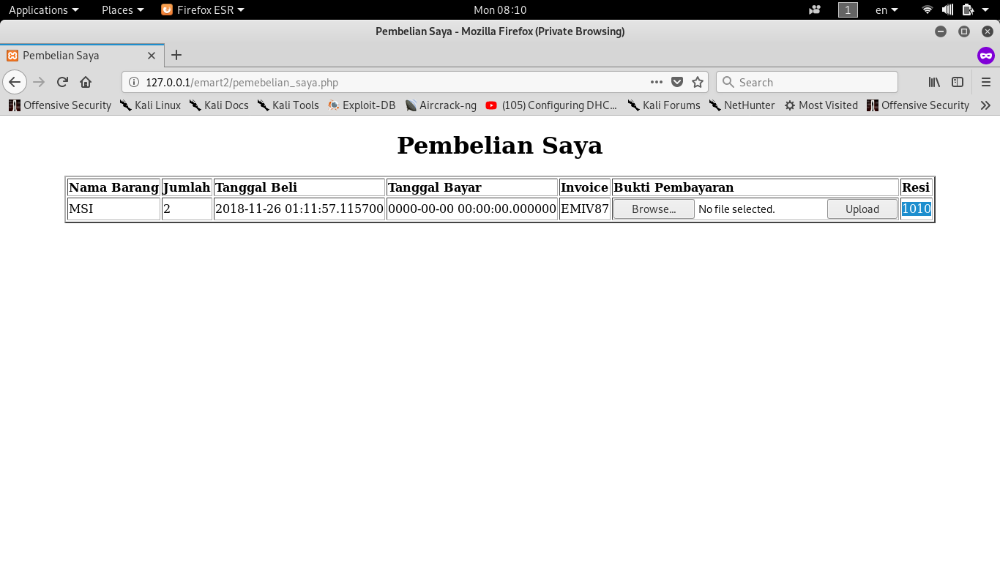 Applications Places Firefox ESR Mon 08:10 1 en
Pembelian Saya - Mozilla Firefox (Private Browsing)
Pembelian Saya
127.0.0.1/emart2/pemebelian_saya.php Search
Offensive Security Kali Linux Kali Docs Kali Tools Exploit-DB Aircrack-ng (105) Configuring DHC... Kali Forums NetHunter Most Visited Offensive Security
Pembelian Saya
Nama Barang Jumlah Tanggal Beli Tanggal Bayar Invoice Bukti Pembayaran Resi
MSI 2 2018-11-26 01:11:57.115700 0000-00-00 00:00:00.000000 EMIV87 Browse... No file selected. Upload 1010